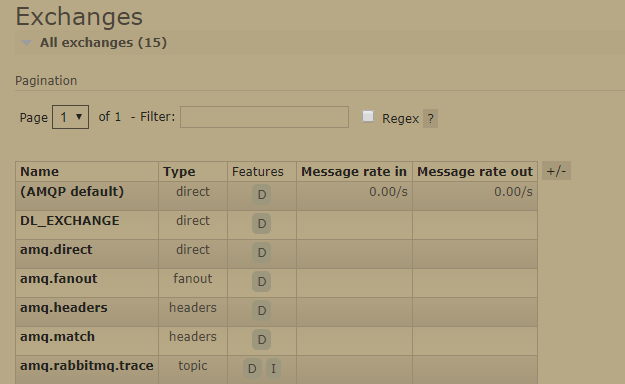 Exchanges
All exchanges (15)
Pagination
Page 1 of 1 - Filter: Regex ?
Name Type Features Message rate in Message rate out +/-
(AMQP default) direct D 0.00/s 0.00/s
DL_EXCHANGE direct D
amq.direct direct D
amq.fanout fanout D
amq.headers headers D
amq.match headers D
amq.rabbitmq.trace topic D I